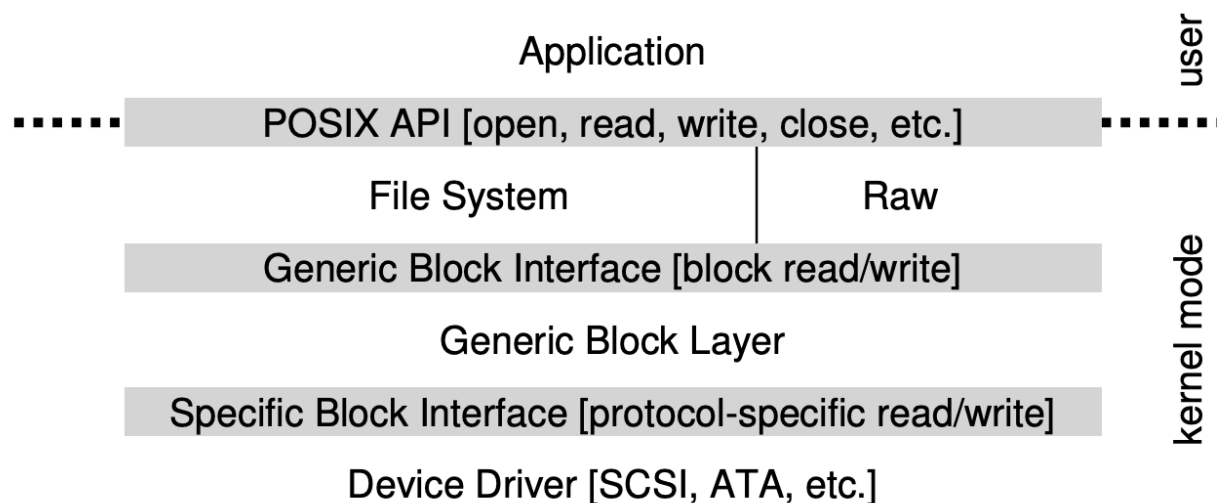 Application
user
POSIX API [open, read, write, close, etc.]
File System
Raw
Generic Block Interface [block read/write]
Generic Block Layer
kernel mode
Specific Block Interface [protocol-specific read/write]
Device Driver [SCSI, ATA, etc.]